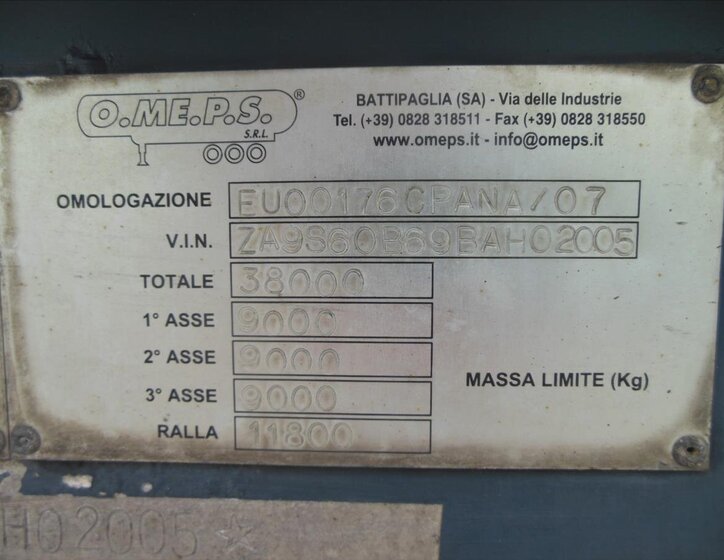 O.ME.P.S.®
S.R.L.
BATTIPAGLIA (SA) - Via delle Industrie
Tel. (+39) 0828 318511 - Fax (+39) 0828 318550
www.omeps.it - info@omeps.it
OMOLOGAZIONE EU00176CPANA/07
V.I.N. ZA9S60R69BAH02005
TOTALE 38000
1° ASSE 9000
2° ASSE 9000
3° ASSE 9000
MASSA LIMITE (Kg)
RALLA 11800
H02005*